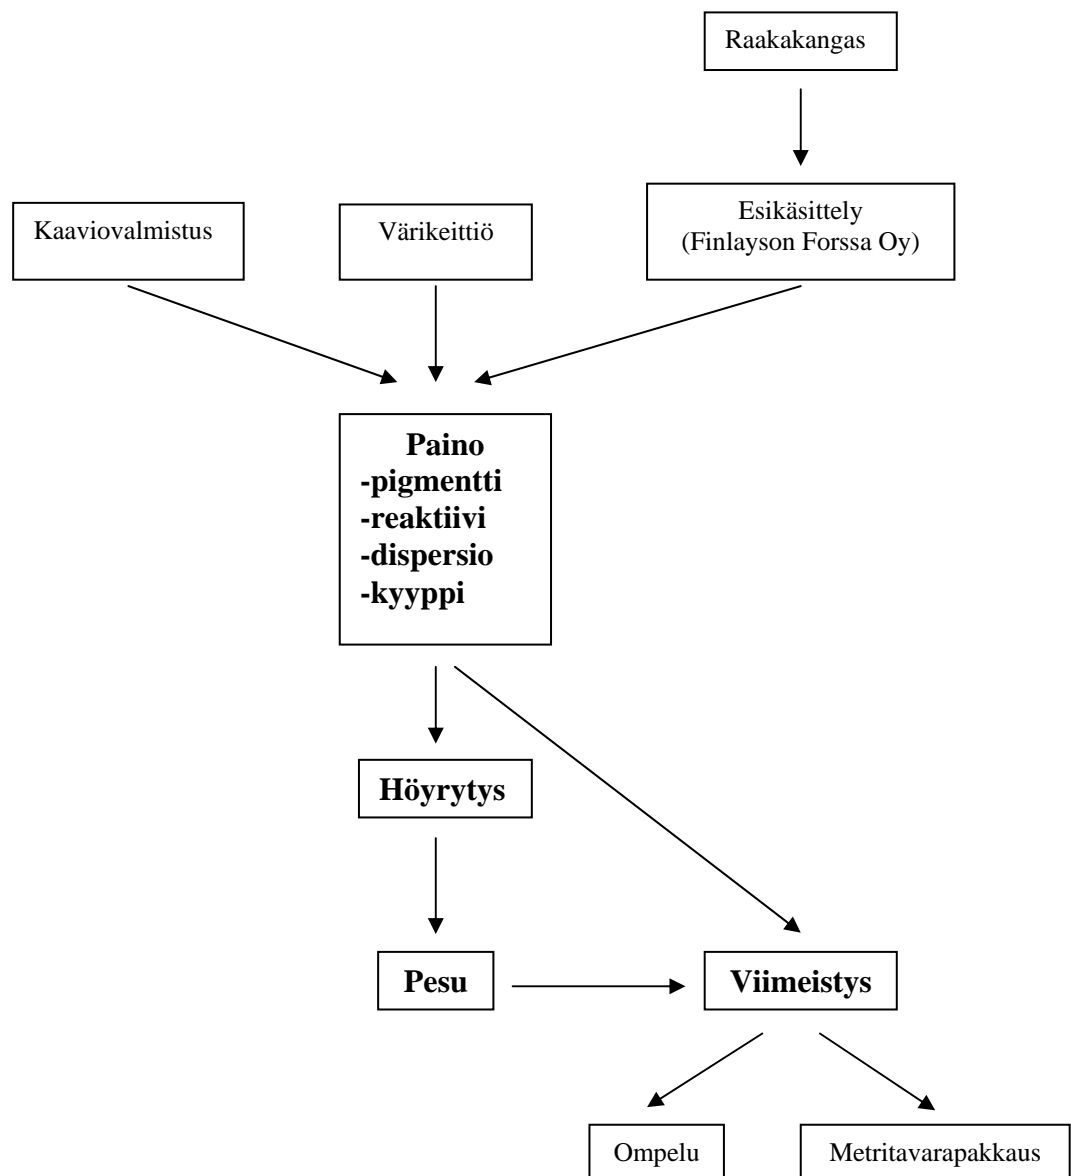 Raakakangas
Kaaviovalmistus
Värikeittiö
Esikäsittely
(Finlayson Forssa Oy)
Paino
-pigmentti
-reaktiivi
-dispersio
-kyyppi
Höyrytys
Pesu
Viimeistys
Ompelu
Metritavarapakkaus